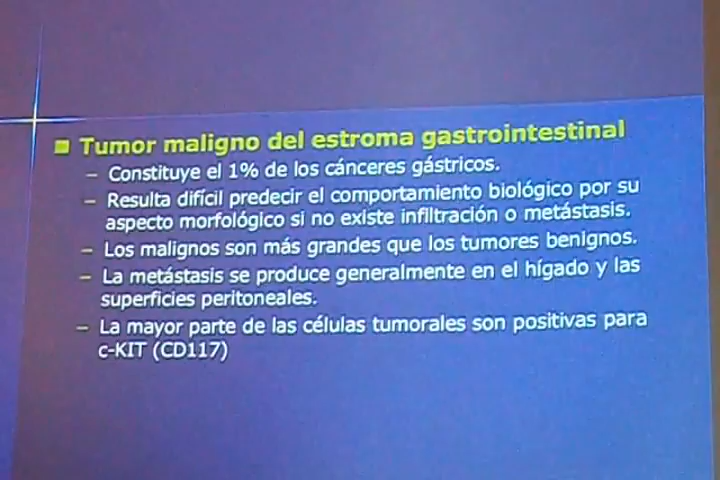 Tumor maligno del estroma gastrointestinal
– Constituye el 1% de los cánceres gástricos.
– Resulta difícil predecir el comportamiento biológico por su
aspecto morfológico si no existe infiltración o metástasis.
– Los malignos son más grandes que los tumores benignos.
– La metástasis se produce generalmente en el hígado y las
superficies peritoneales.
– La mayor parte de las células tumorales son positivas para
c-KIT (CD117)